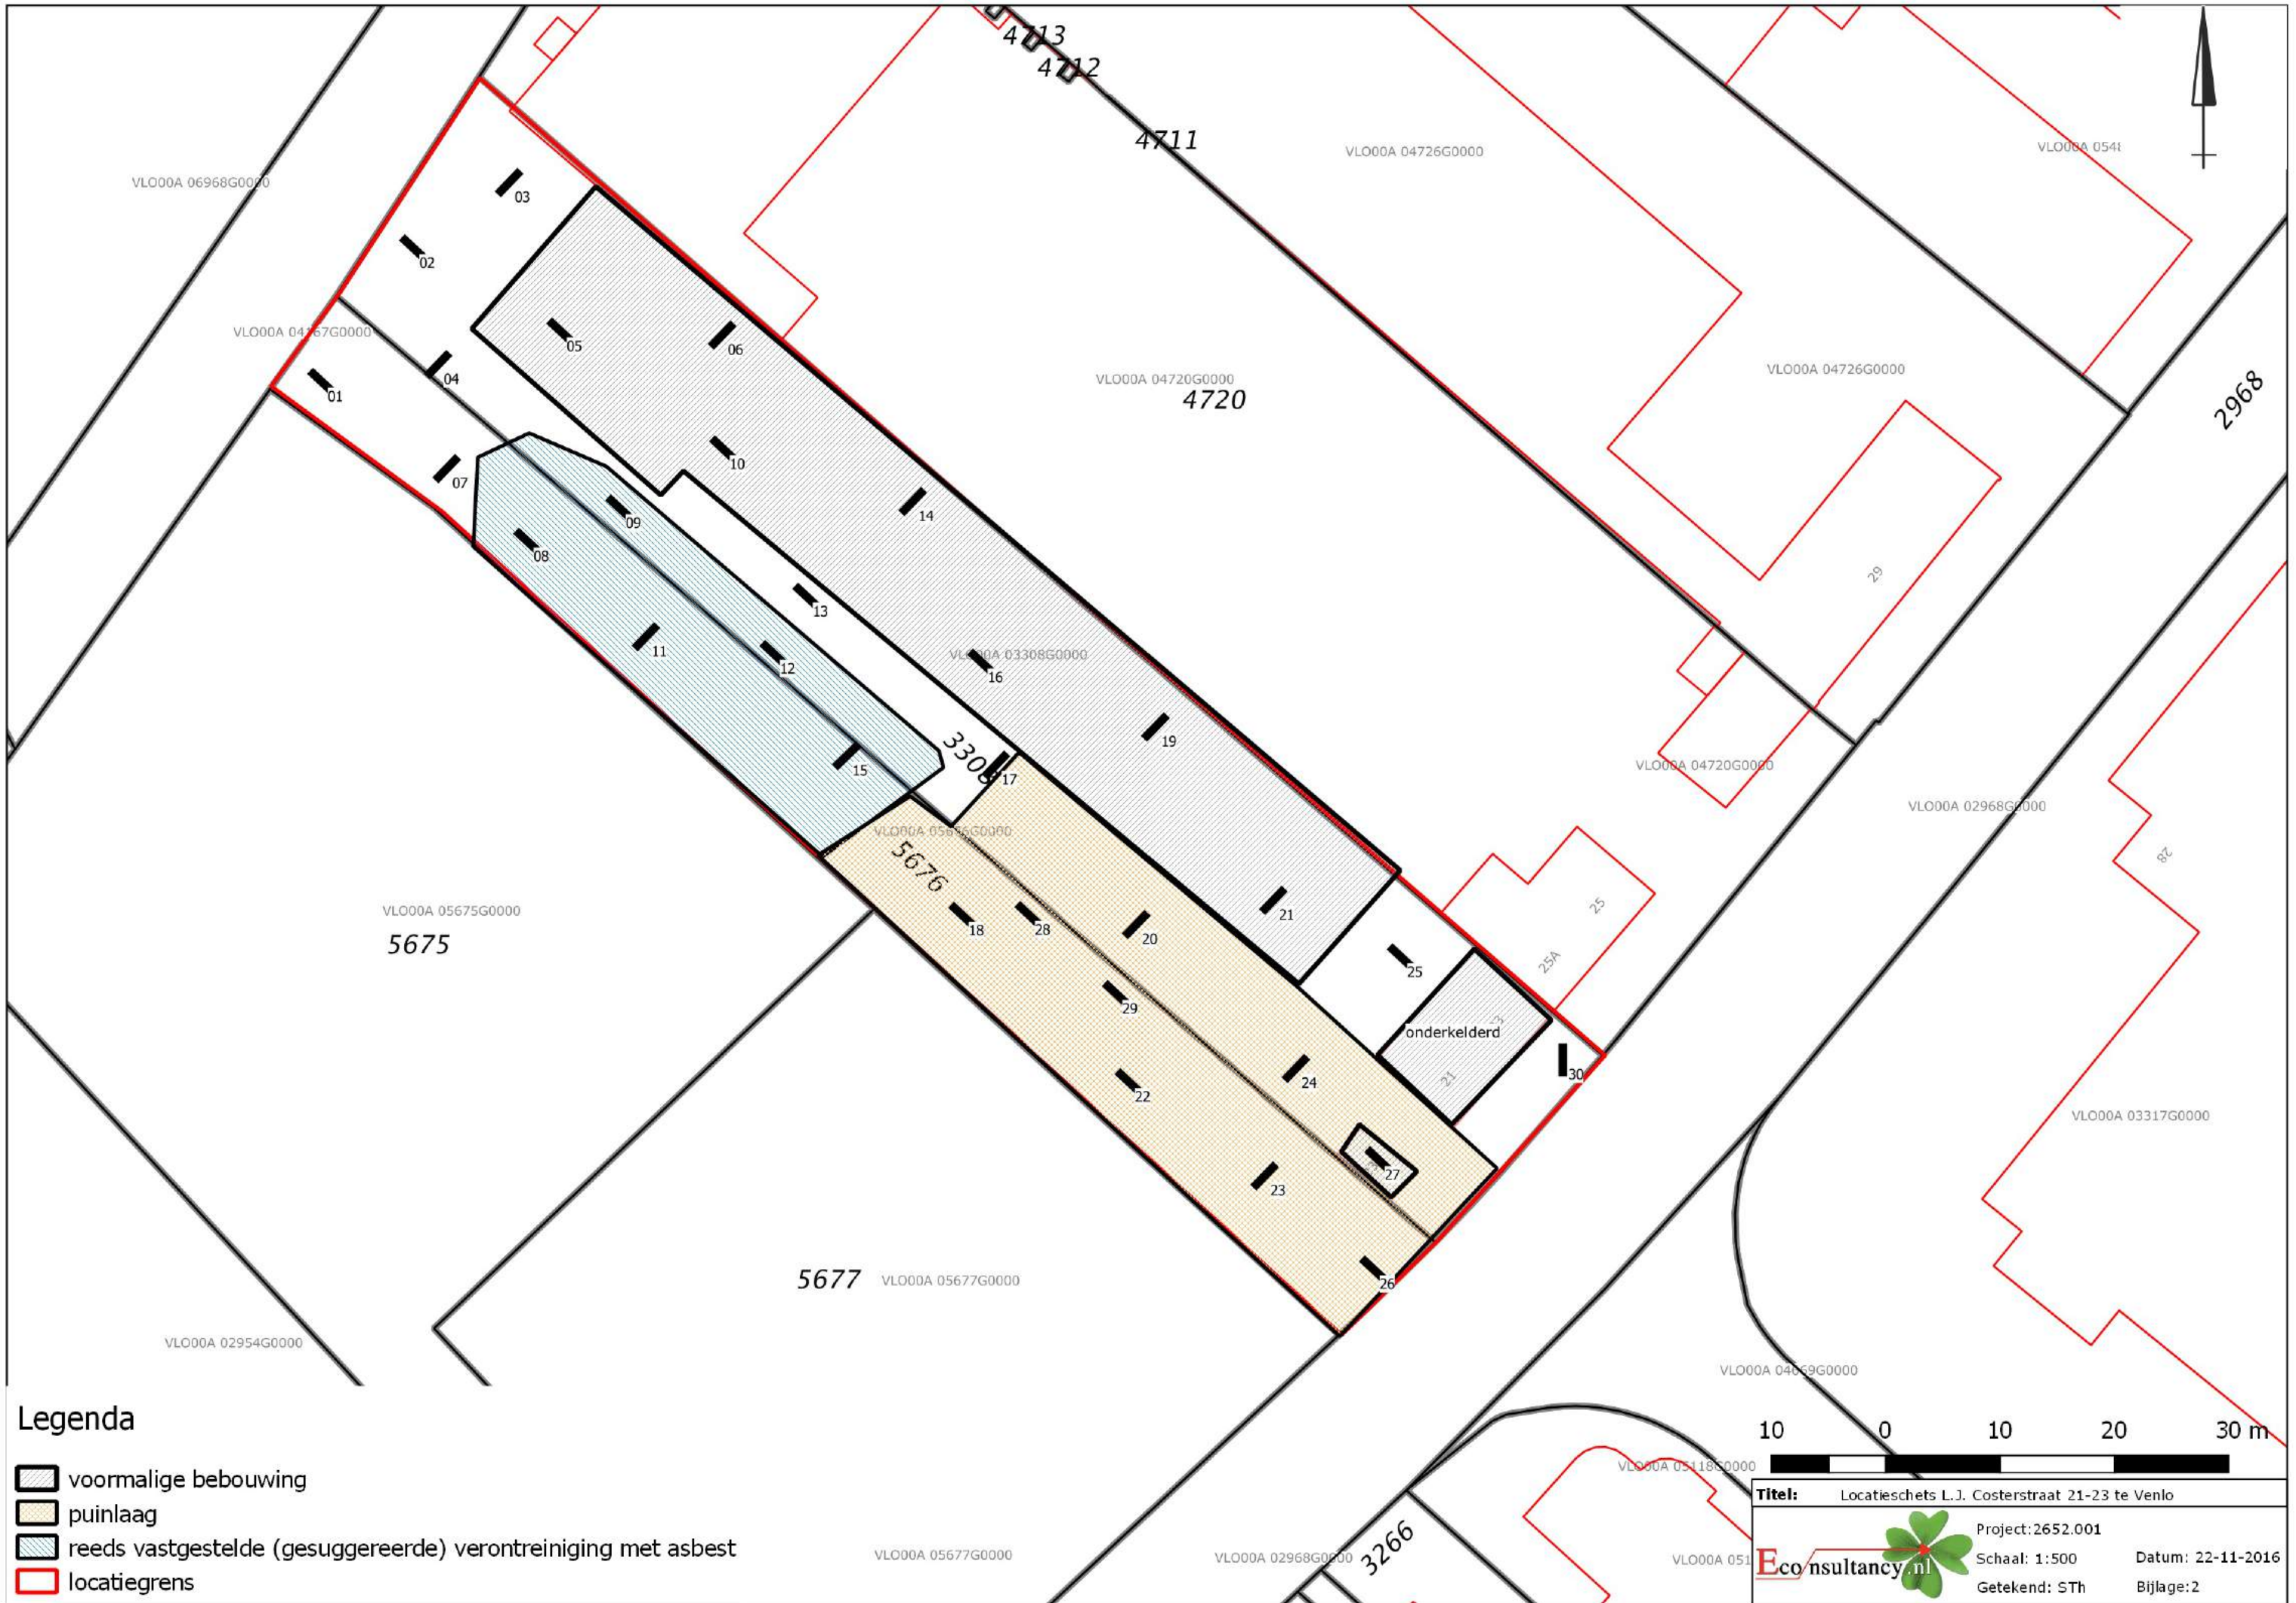 4713
4712
4711
VLO00A 04726G0000
VLO00A 054
VLO00A 06968G0000
03
02
VLO00A 04167G0000
05
06
04
01
VLO00A 04720G0000
4720
VLO00A 04726G0000
2968
10
07
09
14
08
29
13
11
12
VLO00A 03308G0000
16
19
3308
15
17
VLO00A 04720G0000
VLO00A 02968G0000
5676
28
VLO00A 05675G0000
5675
18
28
20
21
25
25
25A
29
onderkelderd
21
24
30
22
VLO00A 03317G0000
27
23
26
5677
VLO00A 05677G0000
VLO00A 02954G0000
VLO00A 04669G0000
Legenda
voormalige bebouwing
puinlaag
reeds vastgestelde (gesuggereerde) verontreiniging met asbest
locatiegrens
VLO00A 05677G0000
VLO00A 02968G0000
3266
VLO00A 05118G0000
VLO00A 051
10 0 10 20 30 m
Titel: Locatieschets L.J. Costerstraat 21-23 te Venlo
Econsultancy.nl
Project:2652.001
Schaal: 1:500 Datum: 22-11-2016
Getekend: STh Bijlage:2